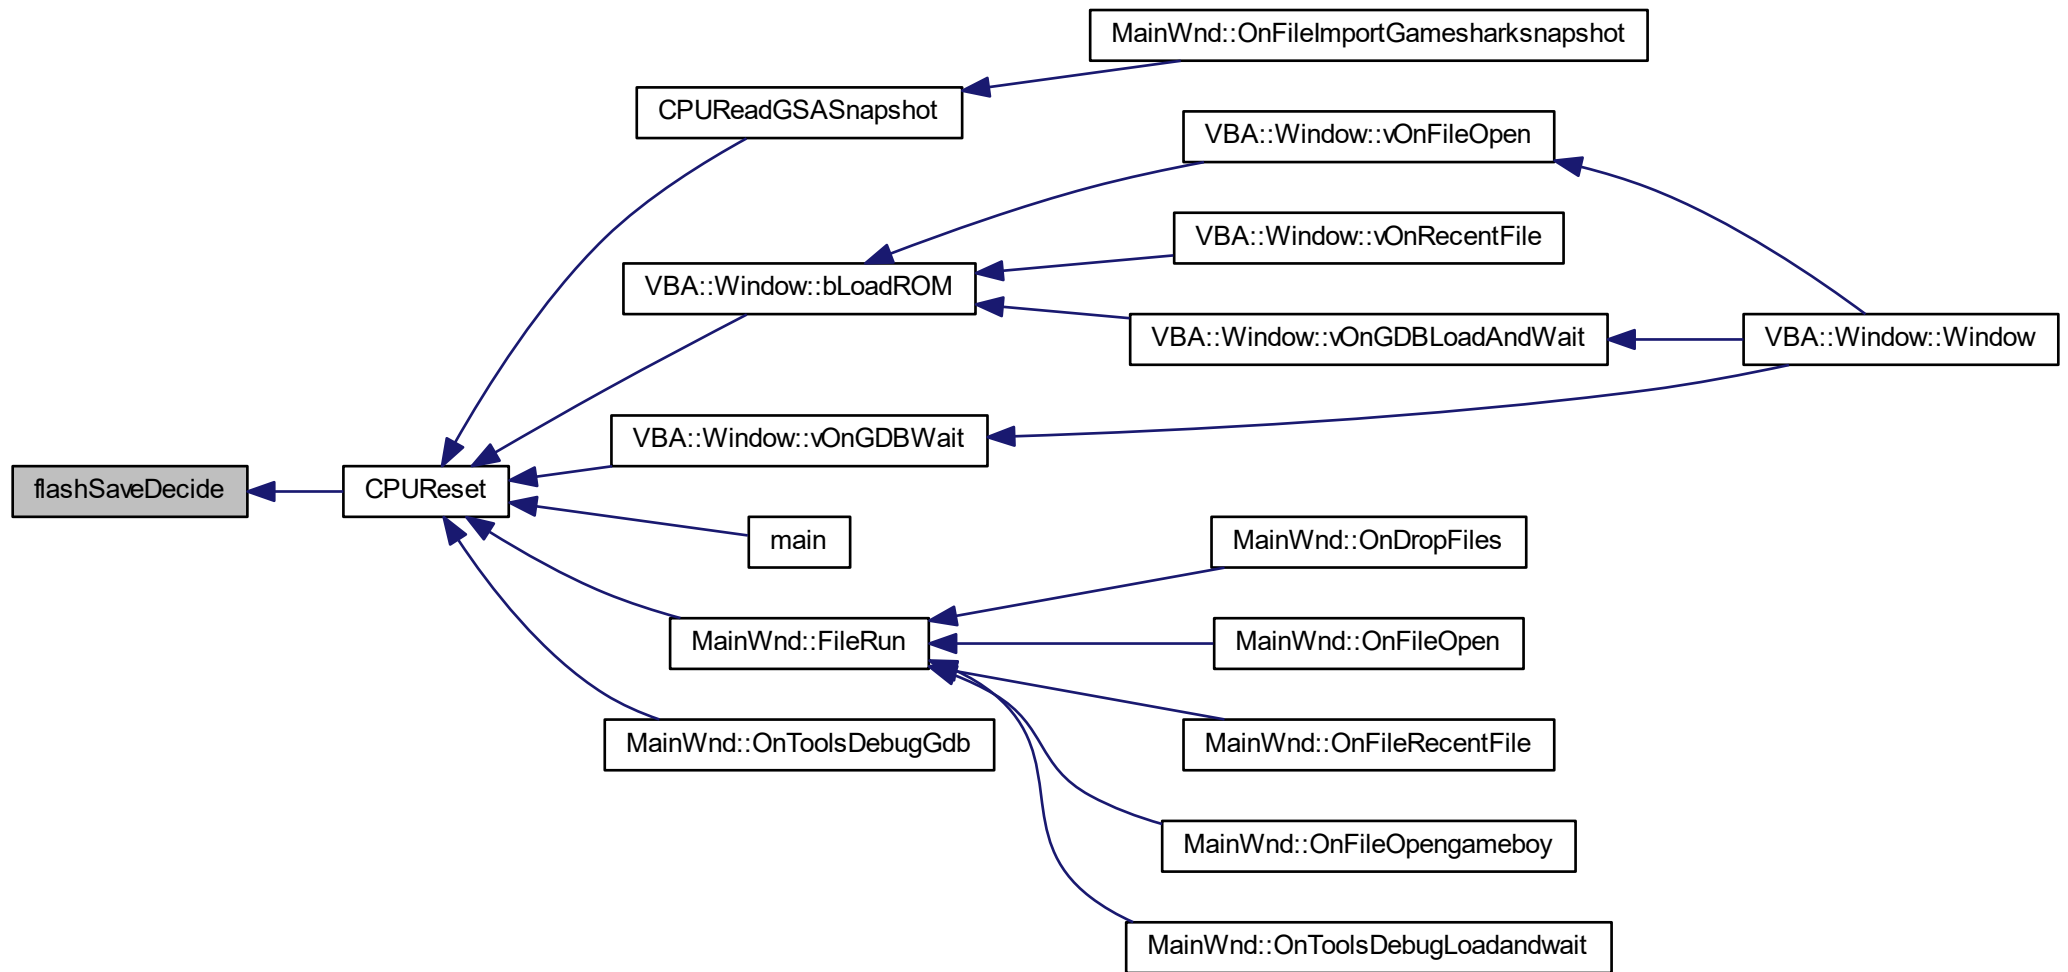 MainWnd::OnFileImportGamesharksnapshot
CPUReadGSASnapshot
VBA::Window::vOnFileOpen
VBA::Window::vOnRecentFile
VBA::Window::bLoadROM
VBA::Window::vOnGDBLoadAndWait
VBA::Window::Window
VBA::Window::vOnGDBWait
flashSaveDecide
CPUReset
main
MainWnd::OnDropFiles
MainWnd::FileRun
MainWnd::OnFileOpen
MainWnd::OnToolsDebugGdb
MainWnd::OnFileRecentFile
MainWnd::OnFileOpengameboy
MainWnd::OnToolsDebugLoadandwait